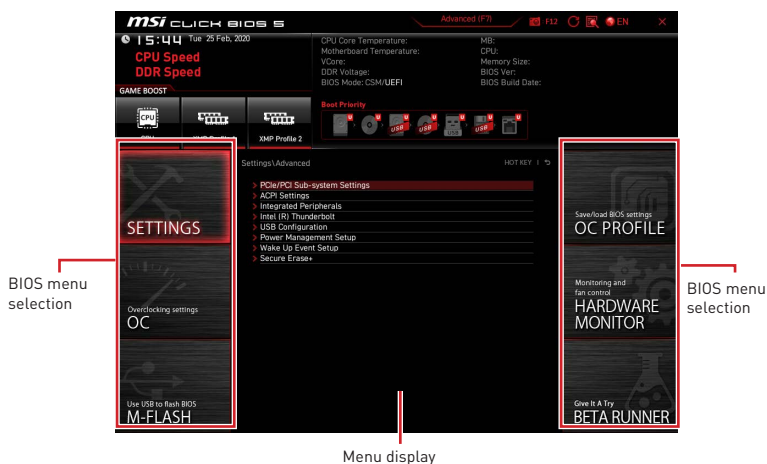 msi CLICK BIOS 5
Advanced (F7)
F12
EN
15:44 Tue 25 Feb, 2020
CPU Speed
DDR Speed
GAME BOOST
CPU
XMP Profile 2
CPU Core Temperature:
Motherboard Temperature:
VCore:
DDR Voltage:
BIOS Mode: CSM/UEFI
MB:
CPU:
Memory Size:
BIOS Ver:
BIOS Build Date:
Boot Priority
U U U U U U U
USB USB USB USB
SETTINGS
Overclocking settings
OC
Use USB to flash BIOS
M-FLASH
Settings\Advanced
HOT KEY |
> PCIe/PCI Sub-system Settings
> ACPI Settings
> Integrated Peripherals
> Intel (R) Thunderbolt
> USB Configuration
> Power Management Setup
> Wake Up Event Setup
> Secure Erase+
Save/load BIOS settings
OC PROFILE
Monitoring and
fan control
HARDWARE
MONITOR
Give It A Try
BETA RUNNER
BIOS menu
selection
BIOS menu
selection
Menu display